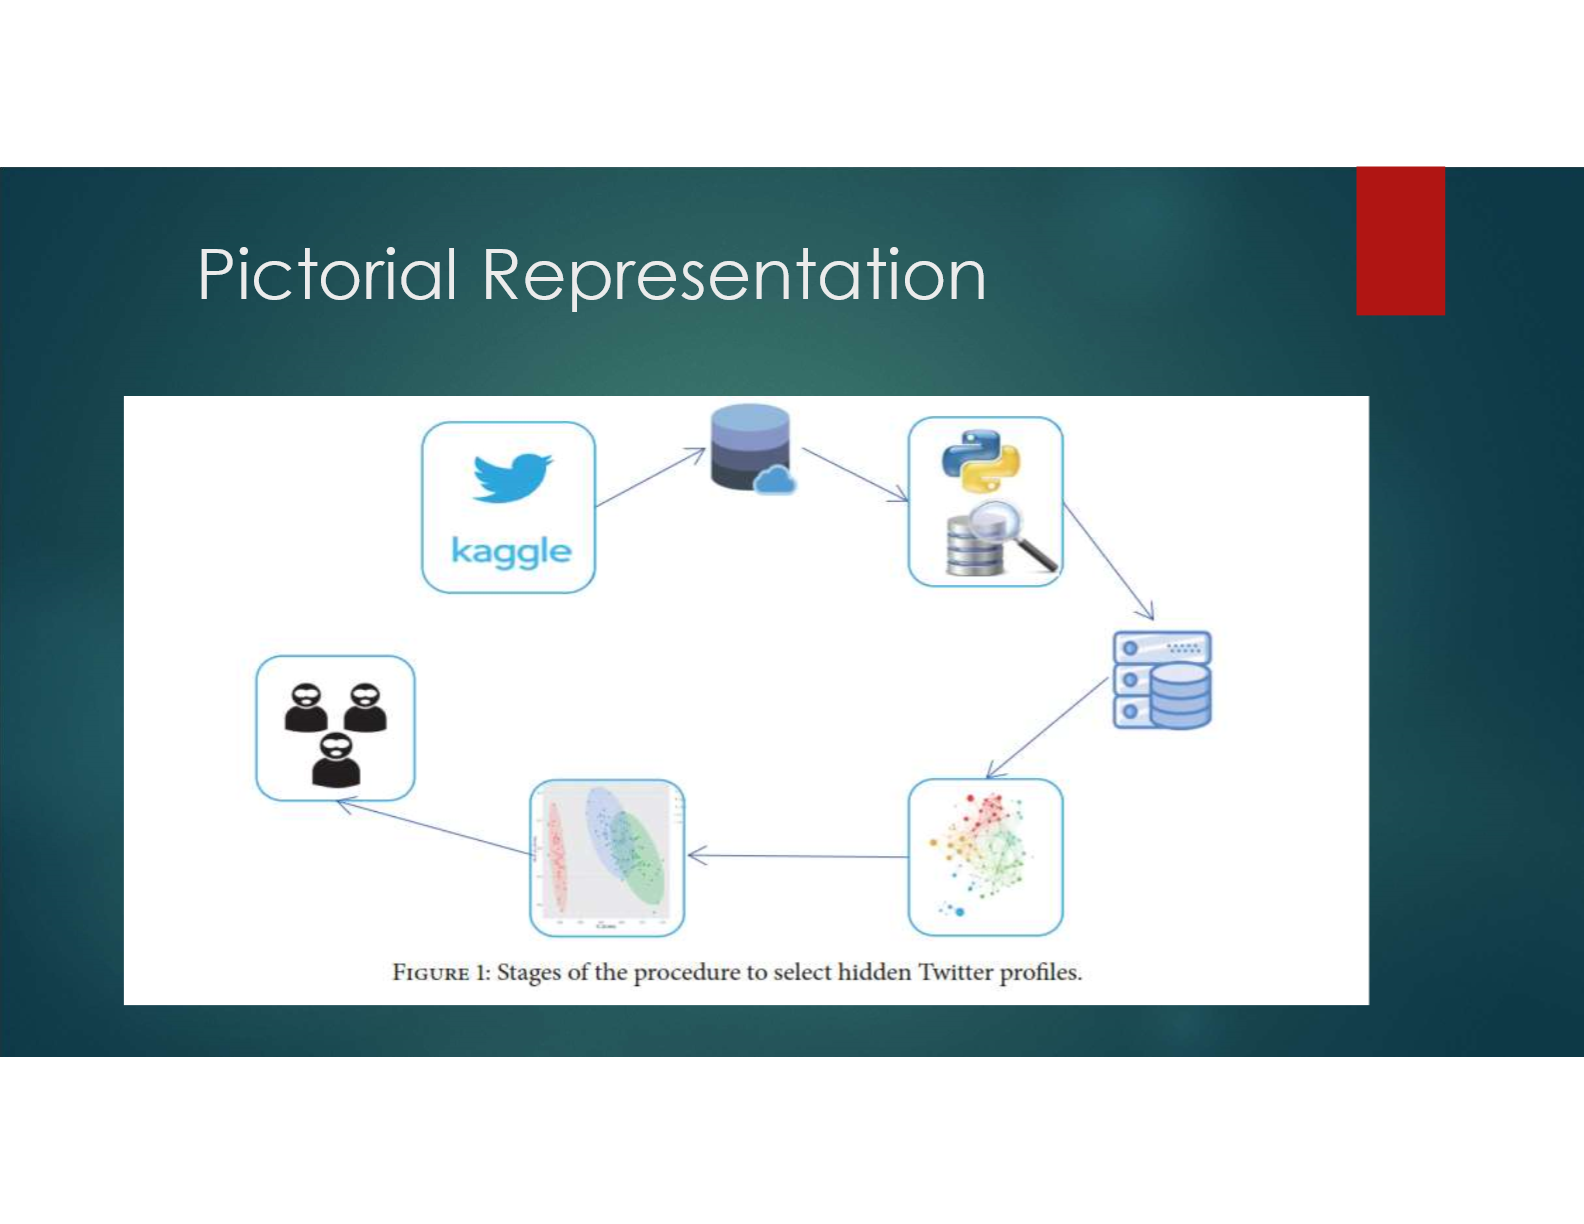 Pictorial Representation
kaggle
FIGURE 1: Stages of the procedure to select hidden Twitter profiles.